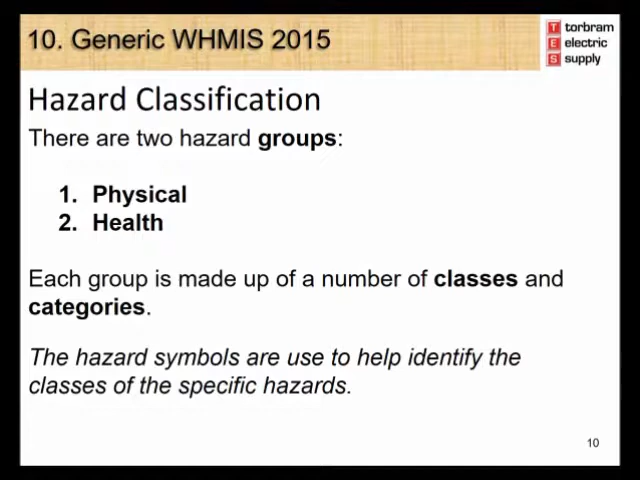 10. Generic WHMIS 2015
T torbram
E electric
S supply
Hazard Classification
There are two hazard groups:
1. Physical
2. Health
Each group is made up of a number of classes and
categories.
The hazard symbols are use to help identify the
classes of the specific hazards.
10